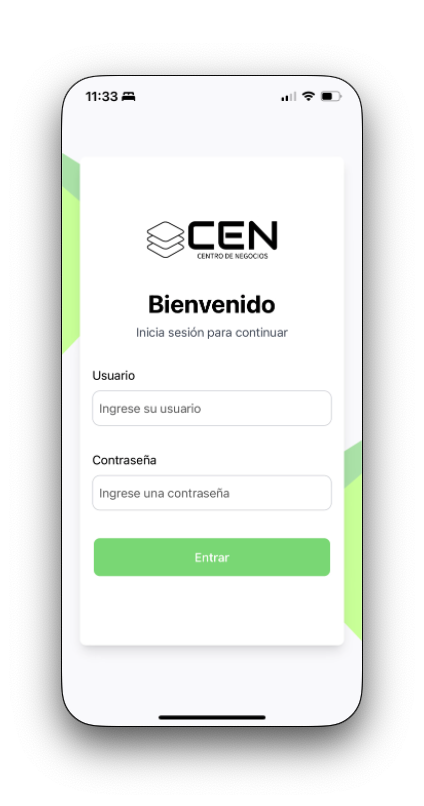 11:33
CEN
CENTRO DE NEGOCIOS
Bienvenido
Inicia sesión para continuar
Usuario
Ingrese su usuario
Contraseña
Ingrese una contraseña
Entrar